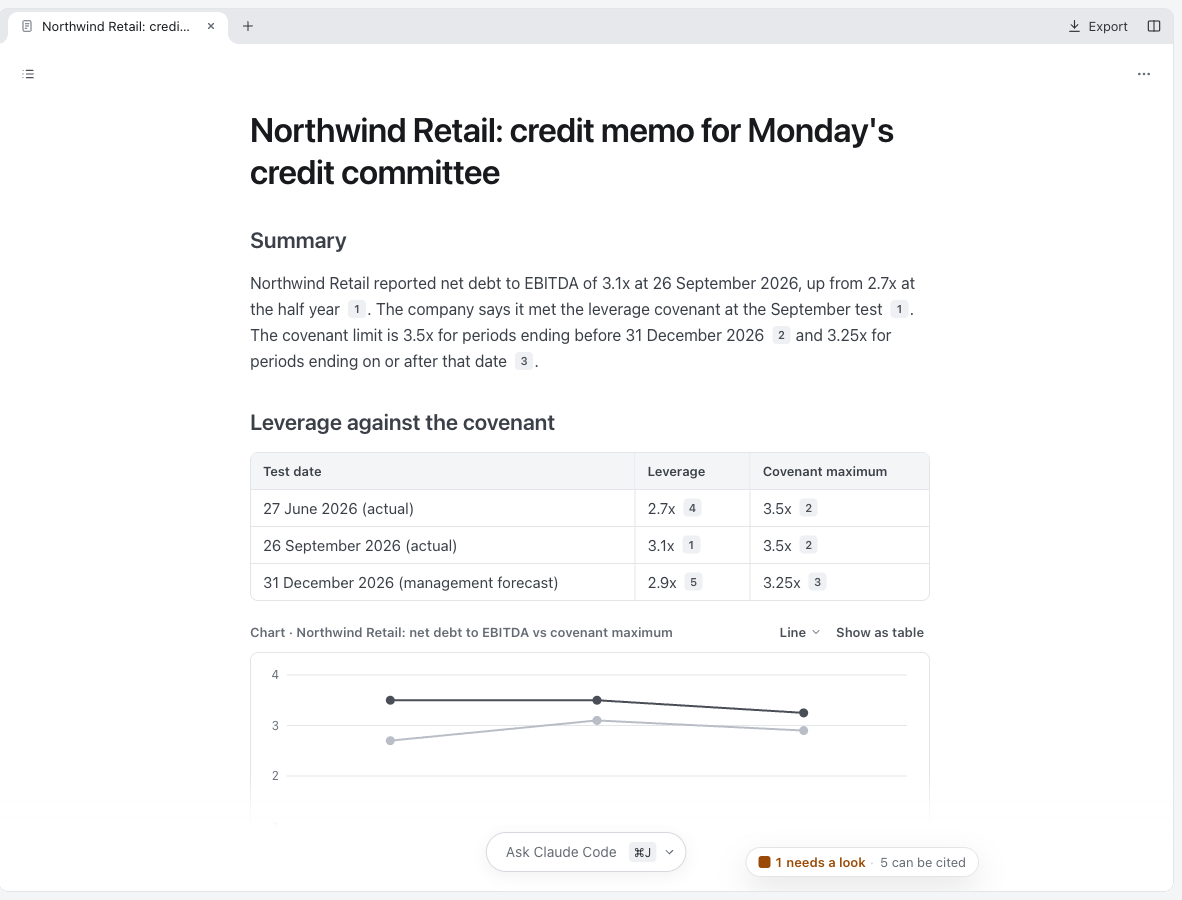 Northwind Retail: credi...
Export
Northwind Retail: credit memo for Monday's
credit committee
Summary
Northwind Retail reported net debt to EBITDA of 3.1x at 26 September 2026, up from 2.7x at
the half year 1. The company says it met the leverage covenant at the September test 1.
The covenant limit is 3.5x for periods ending before 31 December 2026 2 and 3.25x for
periods ending on or after that date 3.
Leverage against the covenant
Test date Leverage Covenant maximum
27 June 2026 (actual) 2.7x 4 3.5x 2
26 September 2026 (actual) 3.1x 1 3.5x 2
31 December 2026 (management forecast) 2.9x 5 3.25x 3
Chart · Northwind Retail: net debt to EBITDA vs covenant maximum Line Show as table
4
3
2
Ask Claude Code ⌘J
1 needs a look · 5 can be cited